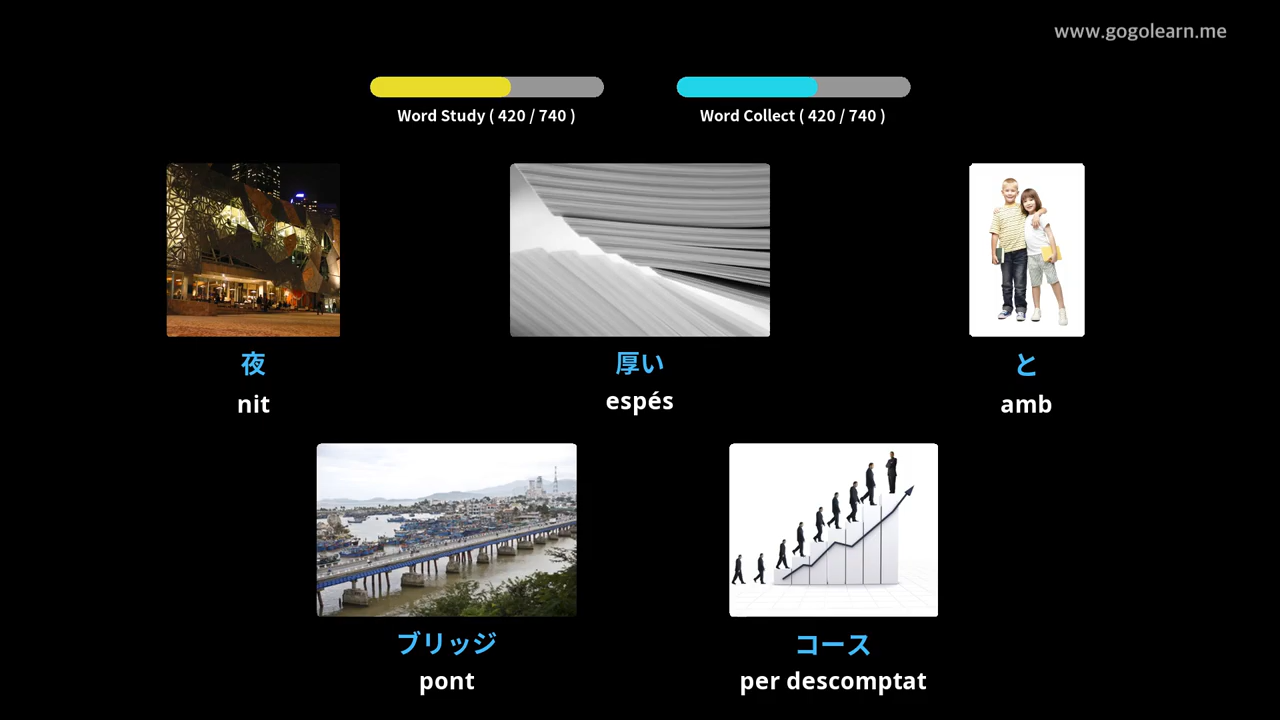 www.gogolearn.me
Word Study ( 420 / 740 )
Word Collect ( 420 / 740 )
夜
nit
厚い
espés
と
amb
ブリッジ
pont
コース
per descomptat